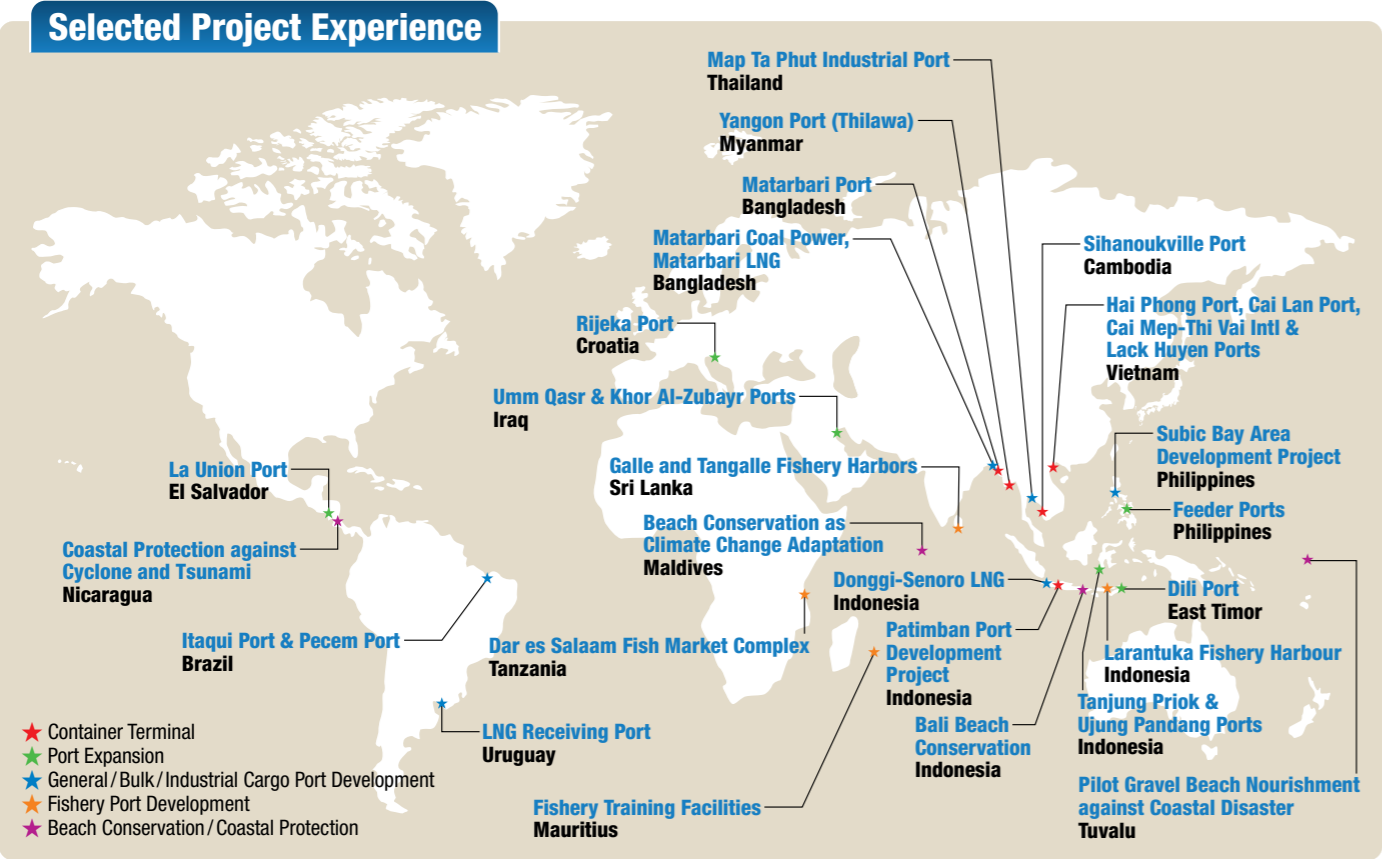 Selected Project Experience
Map Ta Phut Industrial Port
Thailand
Yangon Port (Thilawa)
Myanmar
Matarbari Port
Bangladesh
Matarbari Coal Power,
Matarbari LNG
Bangladesh
Sihanoukville Port
Cambodia
Hai Phong Port, Cai Lan Port,
Cai Mep-Thi Vai Intl &
Lack Huyen Ports
Vietnam
Rijeka Port
Croatia
Umm Qasr & Khor Al-Zubayr Ports
Iraq
Subic Bay Area
Development Project
Philippines
La Union Port
El Salvador
Galle and Tangalle Fishery Harbors
Sri Lanka
Feeder Ports
Philippines
Beach Conservation as
Climate Change Adaptation
Maldives
Coastal Protection against
Cyclone and Tsunami
Nicaragua
Donggi-Senoro LNG
Indonesia
Dili Port
East Timor
Itaqui Port & Pecem Port
Brazil
Dar es Salaam Fish Market Complex
Tanzania
Patimban Port
Development
Project
Indonesia
Larantuka Fishery Harbour
Indonesia
Tanjung Priok &
Ujung Pandang Ports
Indonesia
LNG Receiving Port
Uruguay
Bali Beach
Conservation
Indonesia
Pilot Gravel Beach Nourishment
against Coastal Disaster
Tuvalu
Fishery Training Facilities
Mauritius
Container Terminal
Port Expansion
General/Bulk/Industrial Cargo Port Development
Fishery Port Development
Beach Conservation/Coastal Protection